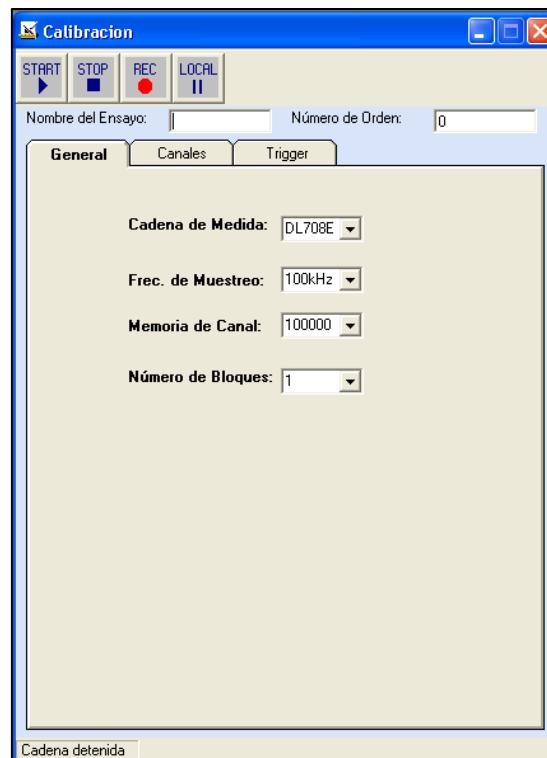 Calibracion
START STOP REC LOCAL
Nombre del Ensayo: Número de Orden: 0
General Canales Trigger
Cadena de Medida: DL708E
Frec. de Muestreo: 100kHz
Memoria de Canal: 100000
Número de Bloques: 1
Cadena detenida